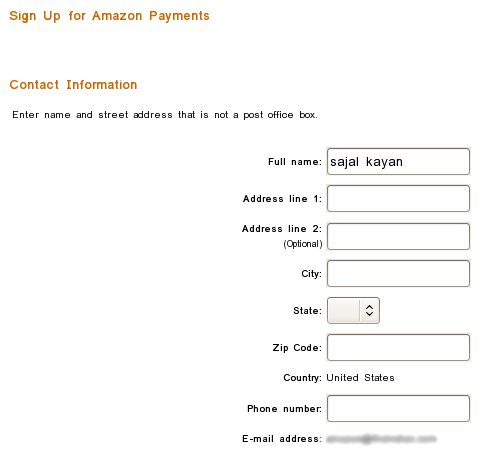 Sign Up for Amazon Payments
Contact Information
Enter name and street address that is not a post office box.
Full name: sajal kayan
Address line 1:
Address line 2:
(Optional)
City:
State:
Zip Code:
Country: United States
Phone number:
E-mail address: